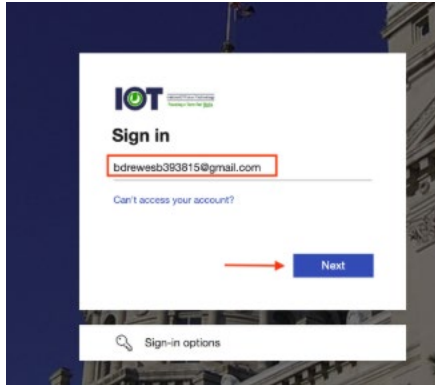 IOT
Sign in
bdrewesb393815@gmail.com
Can't access your account?
Next
Sign-in options